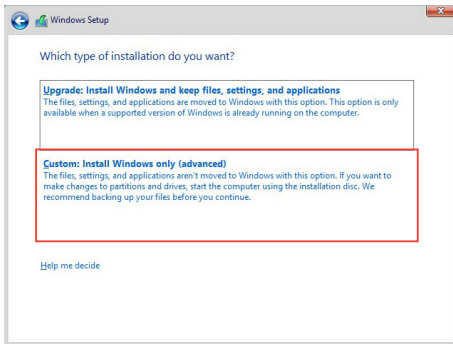 Windows Setup
Which type of installation do you want?
Upgrade: Install Windows and keep files, settings, and applications
The files, settings, and applications are moved to Windows with this option. This option is only
available when a supported version of Windows is already running on the computer.
Custom: Install Windows only (advanced)
The files, settings, and applications aren't moved to Windows with this option. If you want to
make changes to partitions and drives, start the computer using the installation disc. We
recommend backing up your files before you continue.
Help me decide